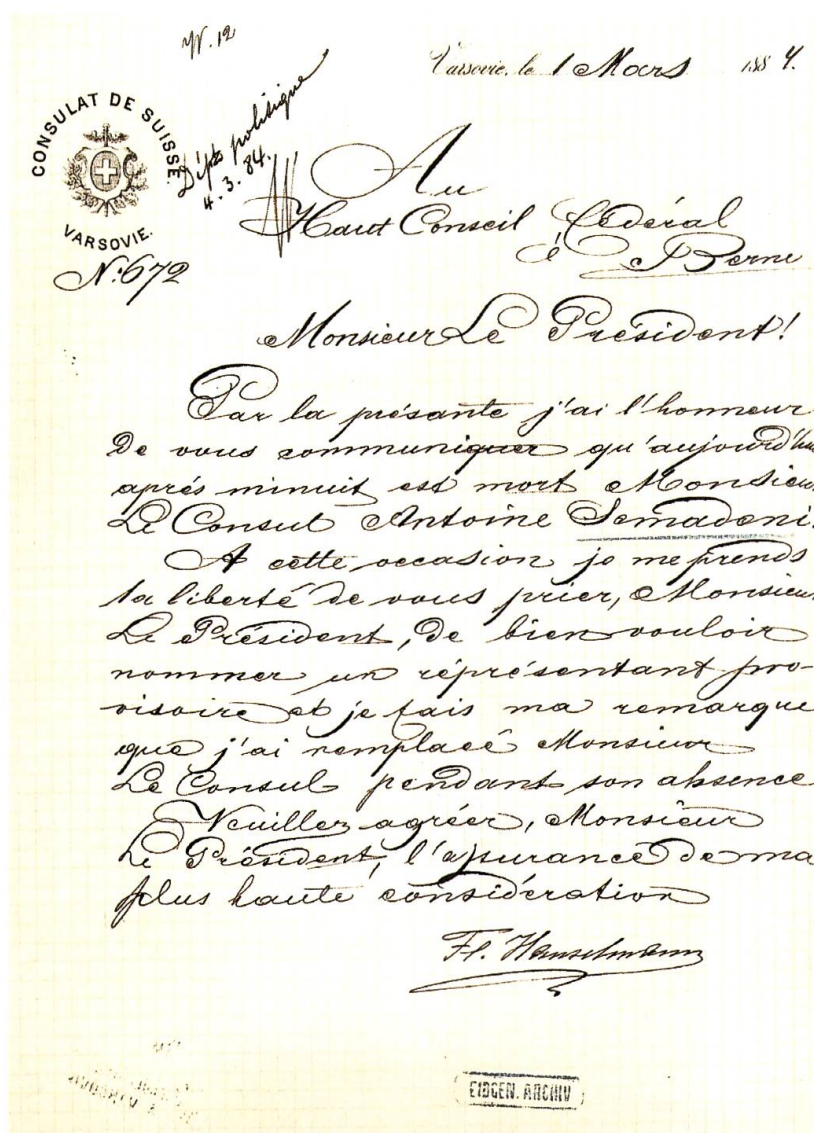 N. 12
Varsovie, le 1 Mars 1884.
CONSULAT DE SUISSE.
VARSOVIE.
Dépt politique
4.3.84.
Au
Haut Conseil fédéral
à Berne
No: 672
Monsieur Le Président!
Par la présante j'ai l'honneur
De vous communiquer qu'aujourd'hui
aprés minuit est mort Monsieur
Le Consul Antoine Semadeni.
A cette occasion je me prends
la liberté de vous prier, Monsieur
Le Président, De bien vouloir
nommer un réprésentant pro-
visoire et je fais ma remarque
que j'ai remplacé Monsieur
Le Consul pendant son absence
Veuillez agréer, Monsieur
Le Président, l'assurance De ma
plus haute considération
Fl. Hanselmann
EIDGEN. ARCHIV